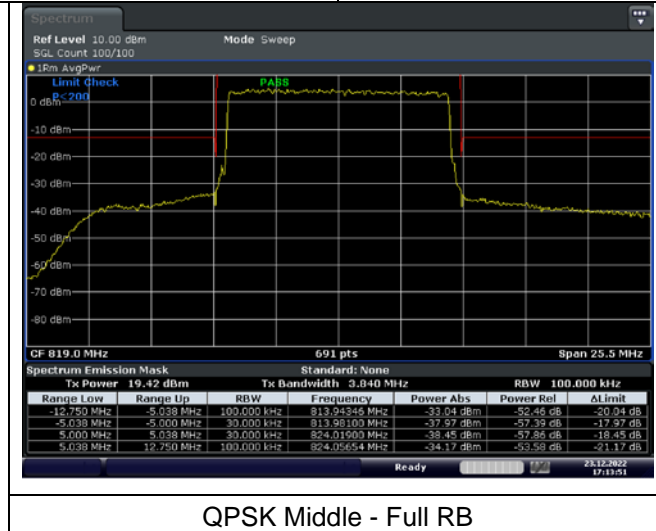 Spectrum
Ref Level 10.00 dBm Mode Sweep
SGL Count 100/100
1Rm AvgPwr
Limit Check PASS
P<200
0 dBm
-10 dBm
-20 dBm
-30 dBm
-40 dBm
-50 dBm
-60 dBm
-70 dBm
-80 dBm
CF 819.0 MHz 691 pts Span 25.5 MHz
Spectrum Emission Mask Standard: None
Tx Power 19.42 dBm Tx Bandwidth 3.840 MHz RBW 100.000 kHz
Range Low Range Up RBW Frequency Power Abs Power Rel ΔLimit
-12.750 MHz -5.038 MHz 100.000 kHz 813.94346 MHz -33.04 dBm -52.46 dB -20.04 dB
-5.038 MHz -5.000 MHz 30.000 kHz 813.98100 MHz -37.97 dBm -57.39 dB -17.97 dB
5.000 MHz 5.038 MHz 30.000 kHz 824.01900 MHz -38.45 dBm -57.86 dB -18.45 dB
5.038 MHz 12.750 MHz 100.000 kHz 824.05654 MHz -34.17 dBm -53.58 dB -21.17 dB
Ready 23.12.2022
17:13:51
QPSK Middle - Full RB